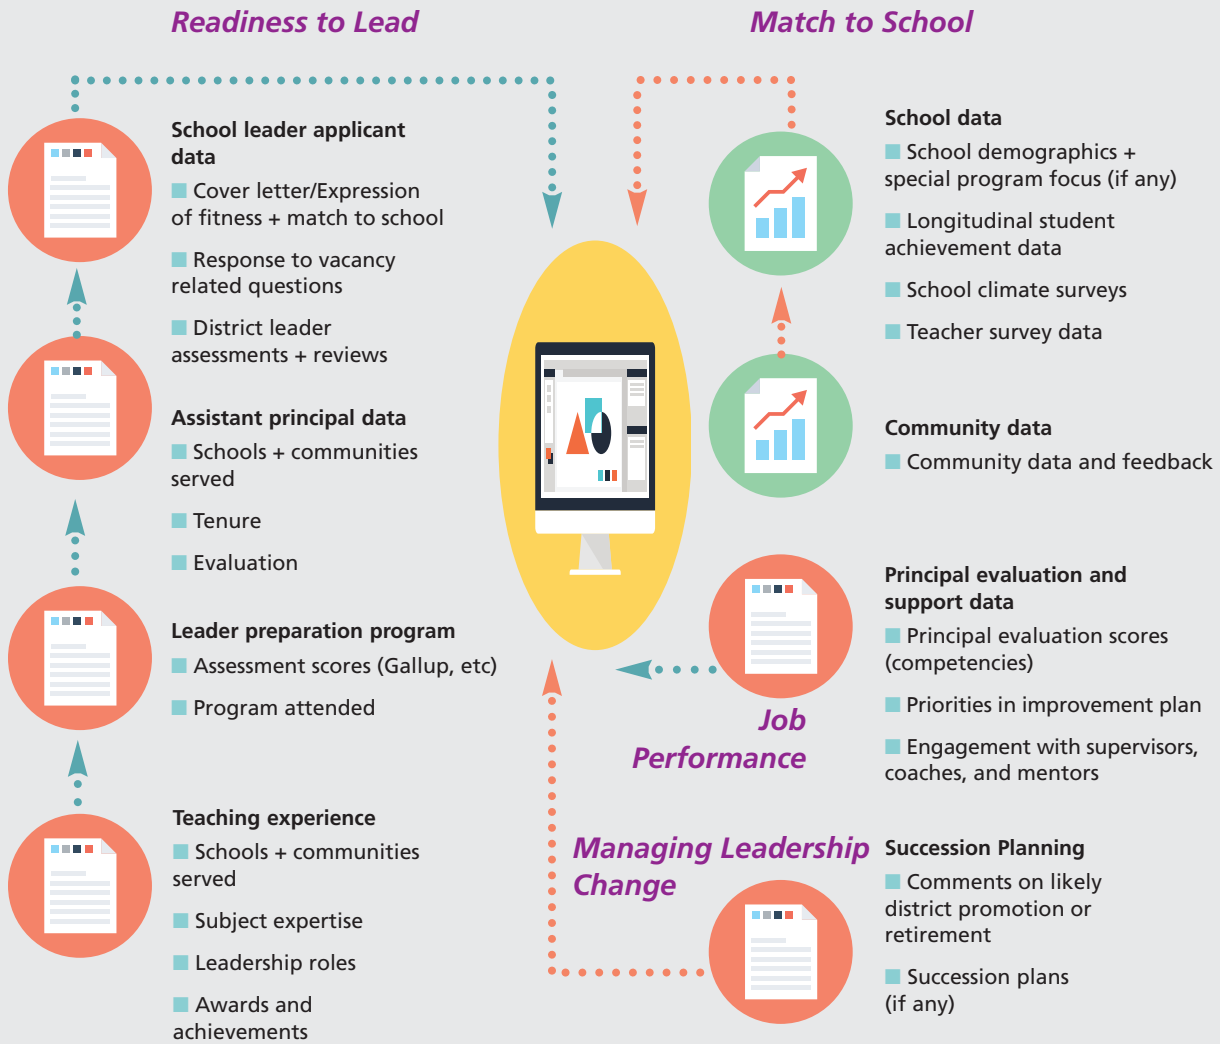 Readiness to Lead
School leader applicant
data
Cover letter/Expression
of fitness + match to school
Response to vacancy
related questions
District leader
assessments + reviews
Assistant principal data
Schools + communities
served
Tenure
Evaluation
Leader preparation program
Assessment scores (Gallup, etc)
Program attended
Teaching experience
Schools + communities
served
Subject expertise
Leadership roles
Awards and
achievements
Match to School
School data
School demographics +
special program focus (if any)
Longitudinal student
achievement data
School climate surveys
Teacher survey data
Community data
Community data and feedback
Job
Performance
Principal evaluation and
support data
Principal evaluation scores
(competencies)
Priorities in improvement plan
Engagement with supervisors,
coaches, and mentors
Managing Leadership
Change
Succession Planning
Comments on likely
district promotion or
retirement
Succession plans
(if any)